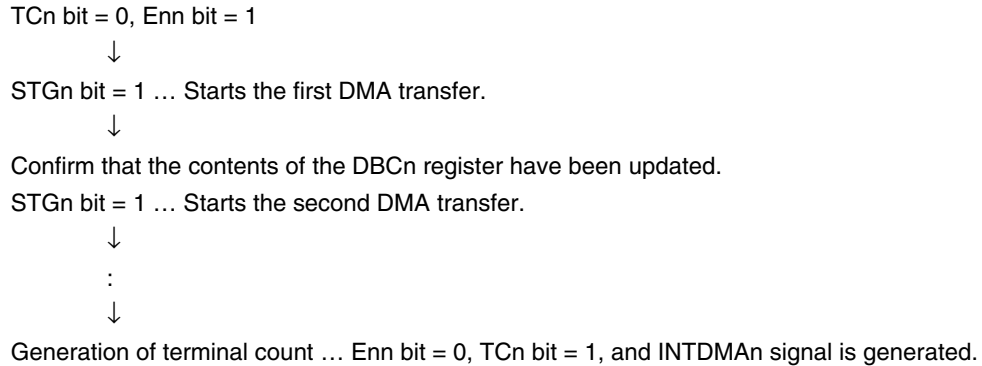 TCn bit = 0, Enn bit = 1
↓
STGn bit = 1 … Starts the first DMA transfer.
↓
Confirm that the contents of the DBCn register have been updated.
STGn bit = 1 … Starts the second DMA transfer.
↓
:
↓
Generation of terminal count … Enn bit = 0, TCn bit = 1, and INTDMAn signal is generated.